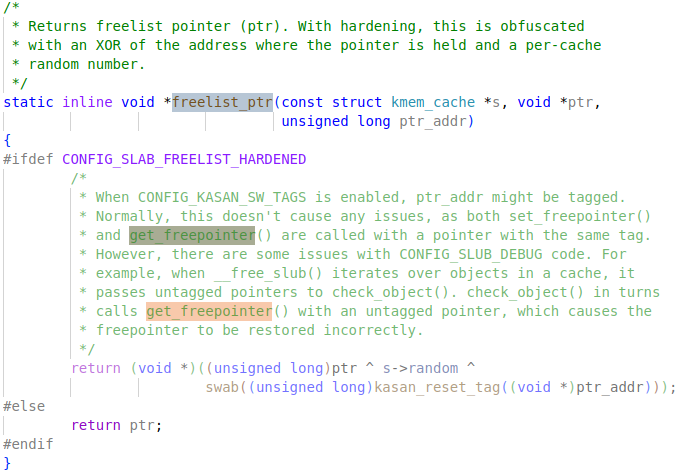 /*
 * Returns freelist pointer (ptr). With hardening, this is obfuscated
 * with an XOR of the address where the pointer is held and a per-cache
 * random number.
 */
static inline void *freelist_ptr(const struct kmem_cache *s, void *ptr,
                                 unsigned long ptr_addr)
{
#ifdef CONFIG_SLAB_FREELIST_HARDENED
        /*
         * When CONFIG_KASAN_SW_TAGS is enabled, ptr_addr might be tagged.
         * Normally, this doesn't cause any issues, as both set_freepointer()
         * and get_freepointer() are called with a pointer with the same tag.
         * However, there are some issues with CONFIG_SLUB_DEBUG code. For
         * example, when __free_slub() iterates over objects in a cache, it
         * passes untagged pointers to check_object(). check_object() in turns
         * calls get_freepointer() with an untagged pointer, which causes the
         * freepointer to be restored incorrectly.
         */
        return (void *)((unsigned long)ptr ^ s->random ^
                        swab((unsigned long)kasan_reset_tag((void *)ptr_addr)));
#else
        return ptr;
#endif
}